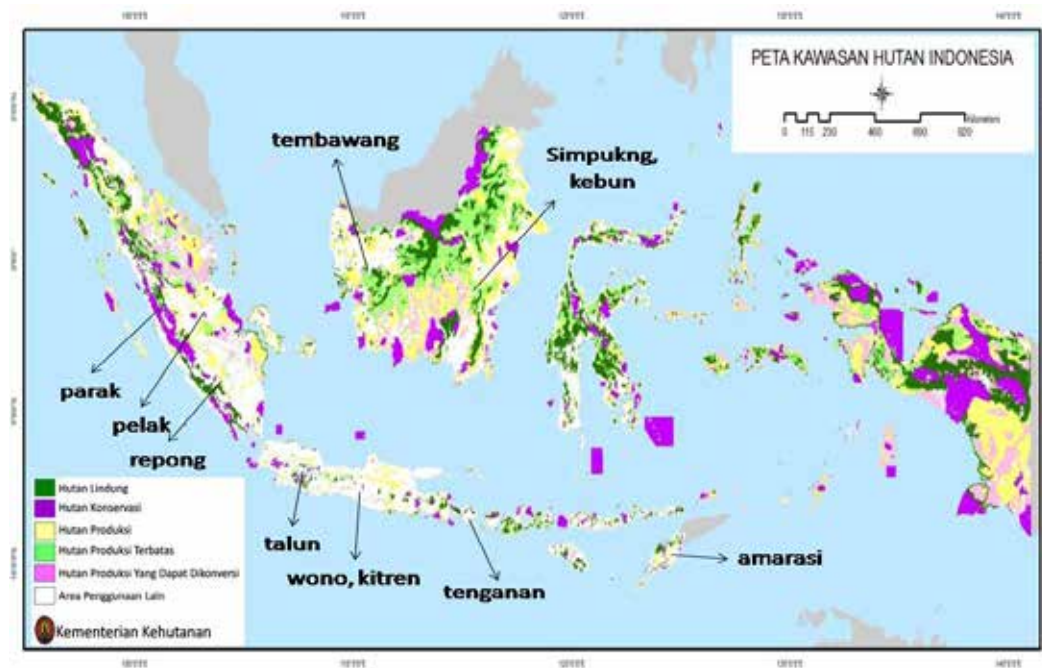 PETA KAWASAN HUTAN INDONESIA
Kilometers
0 115 230 460 690 920
tembawang
Simpukng,
kebun
parak
pelak
repong
talun
wono, kitren
tenganan
amarasi
Hutan Lindung
Hutan Konservasi
Hutan Produksi
Hutan Produksi Terbatas
Hutan Produksi Yang Dapat Dikonversi
Area Penggunaan Lain
Kementerian Kehutanan